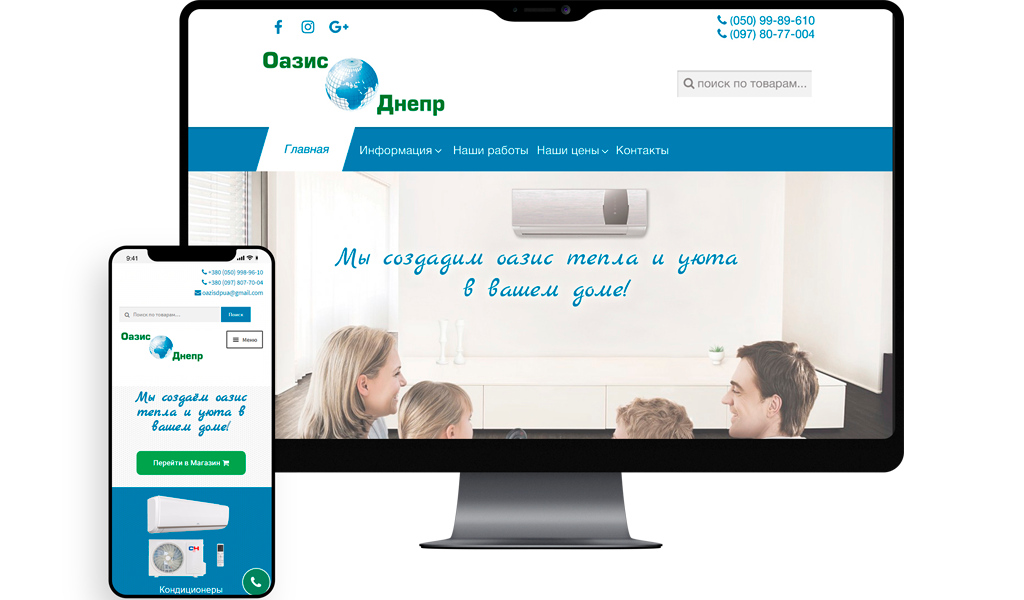 (050) 99-89-610
(097) 80-77-004
Оазис
Днепр
поиск по товарам...
Главная
Информация
Наши работы
Наши цены
Контакты
Мы создадим оазис тепла и уюта
в вашем доме!
9:41
+380 (050) 998-96-10
+380 (097) 807-70-04
oazisdpua@gmail.com
Поиск по товарам…
Поиск
Оазис
Днепр
Меню
Мы создаём оазис
тепла и уюта в
вашем доме!
Перейти в Магазин
CH
Кондиционеры